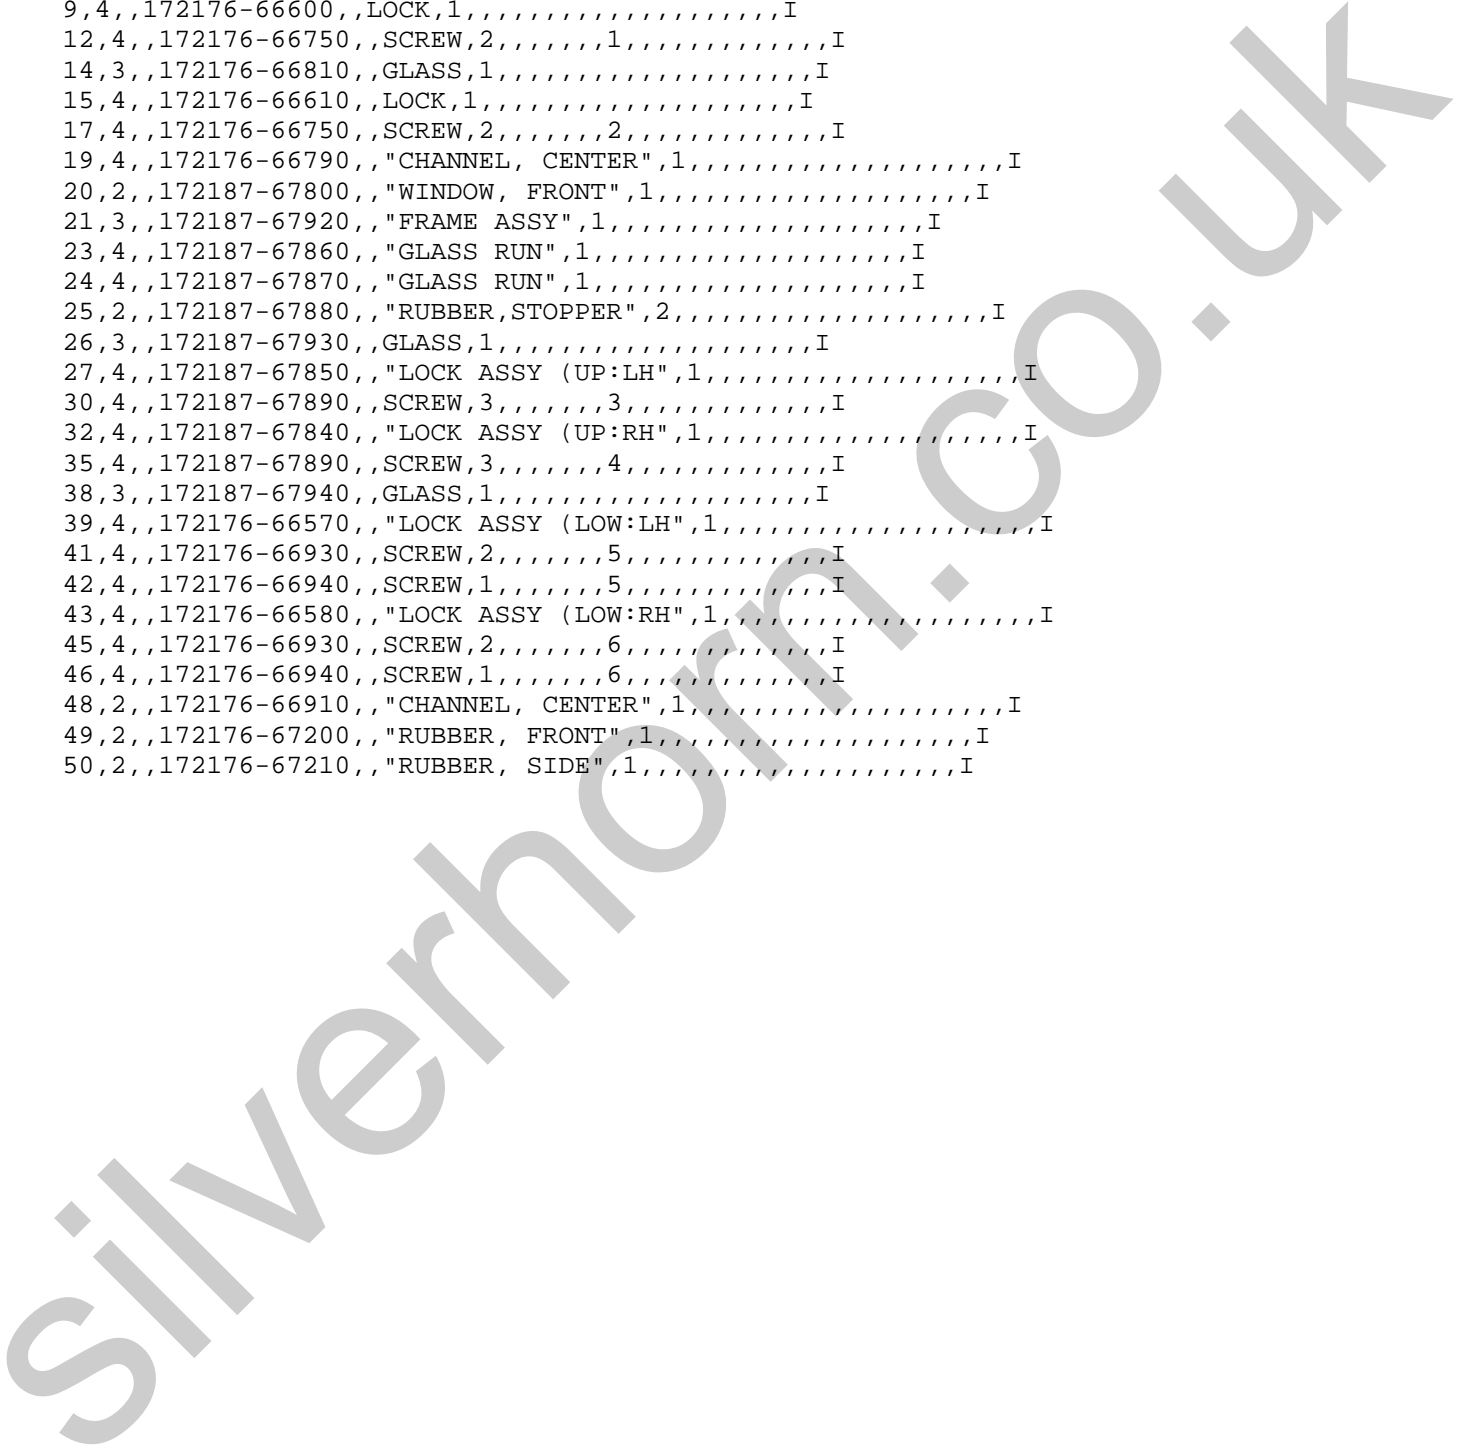 9,4,,172176-66600,,LOCK,1,,,,,,,,,,,,,,,,,,,,I
12,4,,172176-66750,,SCREW,2,,,,,,,1,,,,,,,,,,,,,I
14,3,,172176-66810,,GLASS,1,,,,,,,,,,,,,,,,,,,,I
15,4,,172176-66610,,LOCK,1,,,,,,,,,,,,,,,,,,,,I
17,4,,172176-66750,,SCREW,2,,,,,,,2,,,,,,,,,,,,,I
19,4,,172176-66790,,"CHANNEL, CENTER",1,,,,,,,,,,,,,,,,,,,,I
20,2,,172187-67800,,"WINDOW, FRONT",1,,,,,,,,,,,,,,,,,,,,I
21,3,,172187-67920,,"FRAME ASSY",1,,,,,,,,,,,,,,,,,,,,I
23,4,,172187-67860,,"GLASS RUN",1,,,,,,,,,,,,,,,,,,,,I
24,4,,172187-67870,,"GLASS RUN",1,,,,,,,,,,,,,,,,,,,,I
25,2,,172187-67880,,"RUBBER,STOPPER",2,,,,,,,,,,,,,,,,,,,,I
26,3,,172187-67930,,GLASS,1,,,,,,,,,,,,,,,,,,,,I
27,4,,172187-67850,,"LOCK ASSY (UP:LH",1,,,,,,,,,,,,,,,,,,,,I
30,4,,172187-67890,,SCREW,3,,,,,,,3,,,,,,,,,,,,,I
32,4,,172187-67840,,"LOCK ASSY (UP:RH",1,,,,,,,,,,,,,,,,,,,,I
35,4,,172187-67890,,SCREW,3,,,,,,,4,,,,,,,,,,,,,I
38,3,,172187-67940,,GLASS,1,,,,,,,,,,,,,,,,,,,,I
39,4,,172176-66570,,"LOCK ASSY (LOW:LH",1,,,,,,,,,,,,,,,,,,,,I
41,4,,172176-66930,,SCREW,2,,,,,,,5,,,,,,,,,,,,,I
42,4,,172176-66940,,SCREW,1,,,,,,,5,,,,,,,,,,,,,I
43,4,,172176-66580,,"LOCK ASSY (LOW:RH",1,,,,,,,,,,,,,,,,,,,,I
45,4,,172176-66930,,SCREW,2,,,,,,,6,,,,,,,,,,,,,I
46,4,,172176-66940,,SCREW,1,,,,,,,6,,,,,,,,,,,,,I
48,2,,172176-66910,,"CHANNEL, CENTER",1,,,,,,,,,,,,,,,,,,,,I
49,2,,172176-67200,,"RUBBER, FRONT",1,,,,,,,,,,,,,,,,,,,,I
50,2,,172176-67210,,"RUBBER, SIDE",1,,,,,,,,,,,,,,,,,,,,I
silverhorn.co.uk